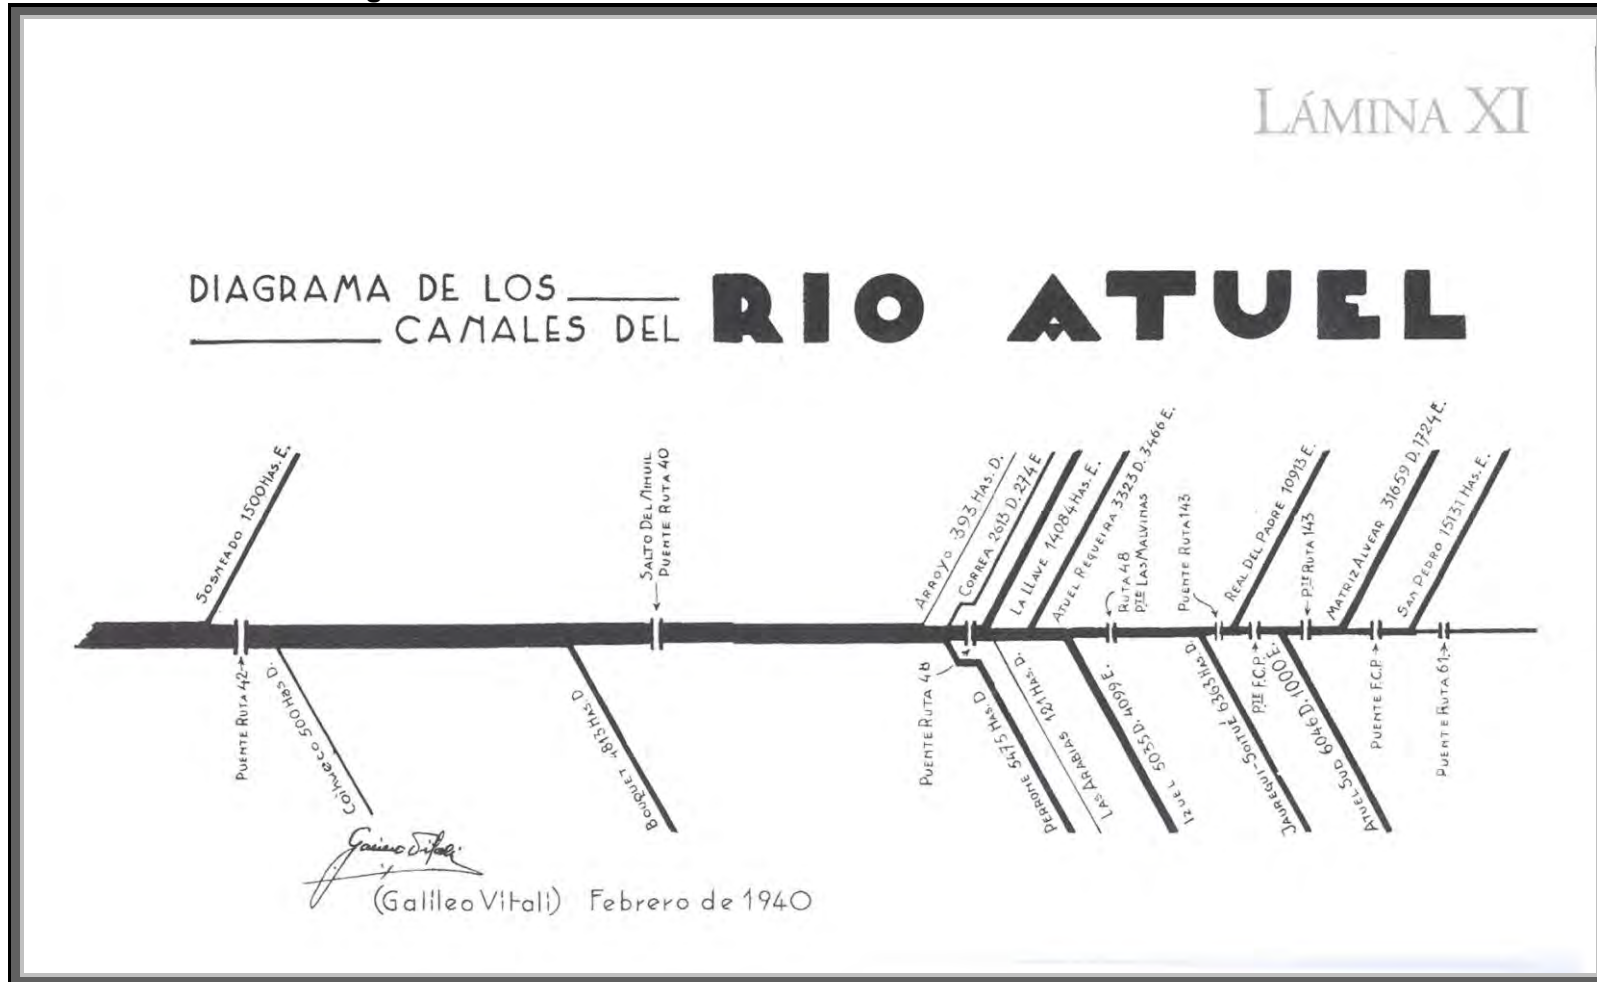 LÁMINA XI
DIAGRAMA DE LOS
CANALES DEL
RIO ATUEL
SOSNEADO 1500 HAS. E.
PUENTE RUTA 42
Coihueco 500 Has D.
BOUQUET 4813 HAS. D
SALTO DEL NIHUIL
PUENTE RUTA 40
ARROYO 393 HAS. D.
CORREA 2613 D. 274 E
PUENTE RUTA 48
PERRONE 5475 HAS. D
LA LLAVE 14084 HAS. E.
LAS ARABIAS 121 HAS. D.
ATUEL REQUEIRA 3323 D. 3466 E.
IZUEL 5035 D. 4099 E.
RUTA 48
PTE LAS MALVINAS
PUENTE RUTA 143
JAUREQUI-SOITUÉ 6363 HAS. D.
REAL DEL PADRE 10913 E.
PTE F.C.P.
ATUEL-SUD 6046 D. 1000 E.
PTE RUTA 143
MATRIZ ALVEAR 31659 D. 1724 E.
PUENTE F.C.P.
SAN PEDRO 15131 HAS. E.
PUENTE RUTA 61
(Galileo Vitali) Febrero de 1940